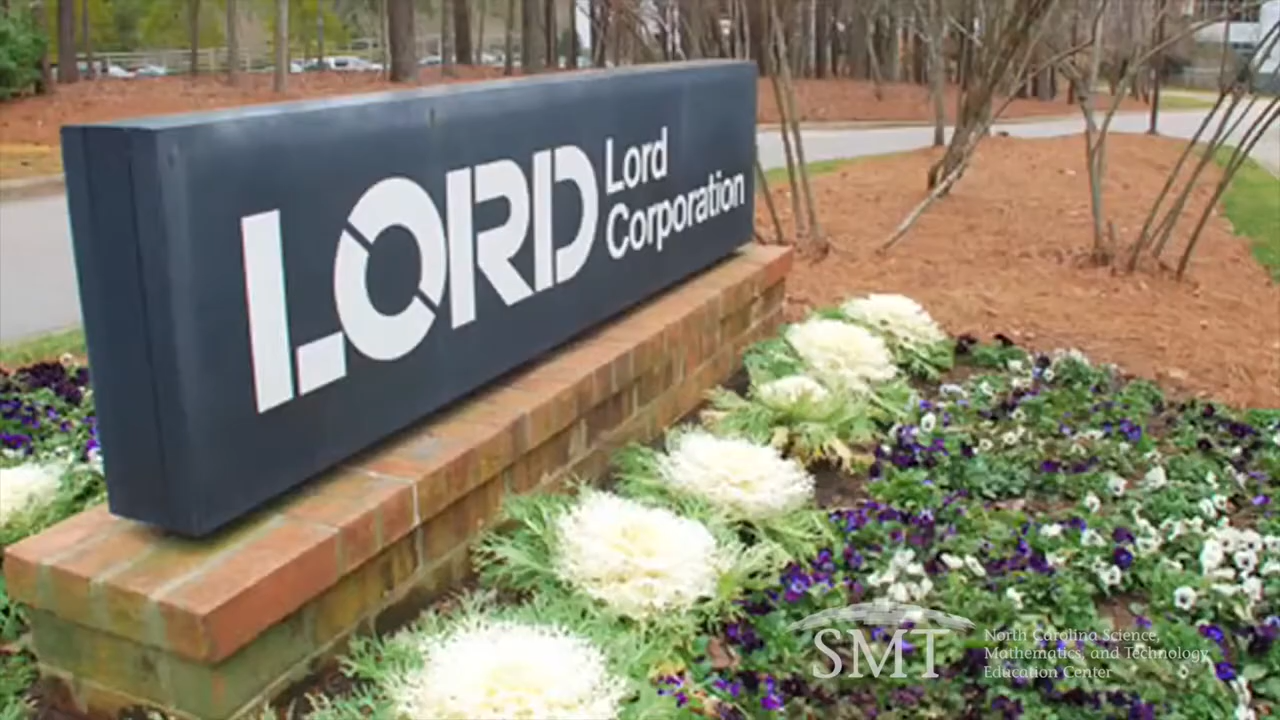 LORD
Lord
Corporation
SMT
North Carolina Science,
Mathematics, and Technology
Education Center